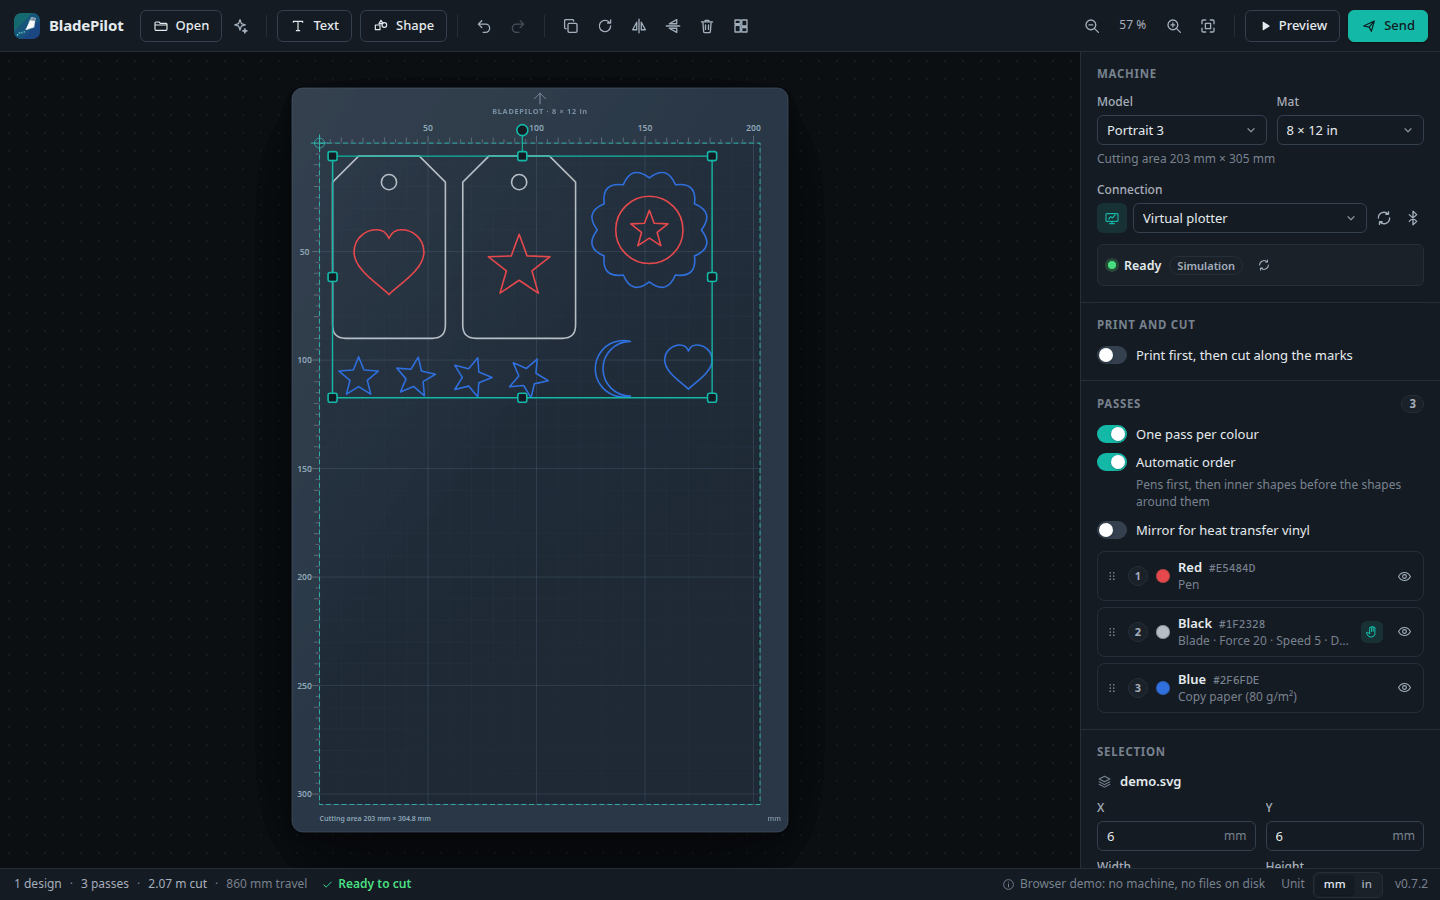 BladePilot
Open
Text
Shape
57 %
Preview
Send
BLADEPILOT · 8 × 12 in
50
100
150
200
50
100
150
200
250
300
Cutting area 203 mm × 304.8 mm
mm
MACHINE
Model
Mat
Portrait 3
8 × 12 in
Cutting area 203 mm × 305 mm
Connection
Virtual plotter
Ready
Simulation
PRINT AND CUT
Print first, then cut along the marks
PASSES
3
One pass per colour
Automatic order
Pens first, then inner shapes before the shapes
around them
Mirror for heat transfer vinyl
1
Red #E5484D
Pen
2
Black #1F2328
Blade · Force 20 · Speed 5 · D...
3
Blue #2F6FDE
Copy paper (80 g/m²)
SELECTION
demo.svg
X
Y
6 mm
6 mm
Width
Height
1 design · 3 passes · 2.07 m cut · 860 mm travel
Ready to cut
Browser demo: no machine, no files on disk
Unit
mm
in
v0.7.2